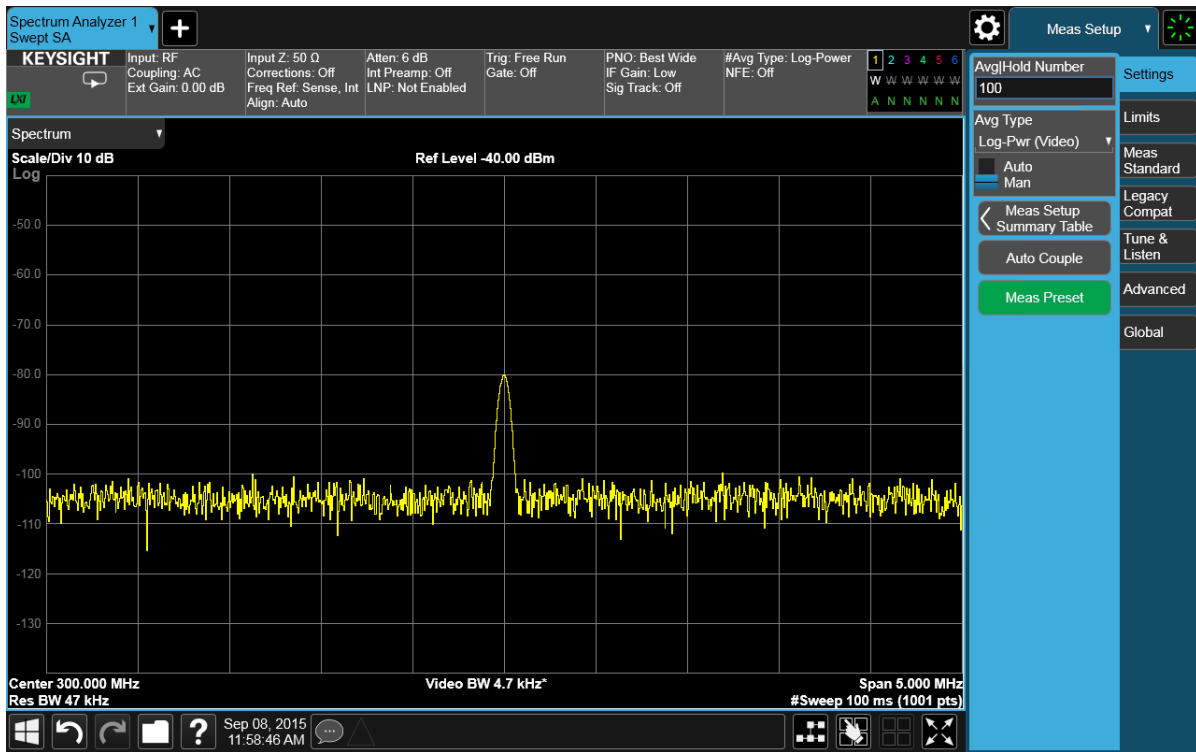 Spectrum Analyzer 1
Swept SA
Meas Setup
KEYSIGHT
LXI
Input: RF
Coupling: AC
Ext Gain: 0.00 dB
Input Z: 50 Ω
Corrections: Off
Freq Ref: Sense, Int
Align: Auto
Atten: 6 dB
Int Preamp: Off
LNP: Not Enabled
Trig: Free Run
Gate: Off
PNO: Best Wide
IF Gain: Low
Sig Track: Off
#Avg Type: Log-Power
NFE: Off
1 2 3 4 5 6
W W W W W W
A N N N N N
Spectrum
Scale/Div 10 dB
Ref Level -40.00 dBm
Log
-50.0
-60.0
-70.0
-80.0
-90.0
-100
-110
-120
-130
Center 300.000 MHz
Video BW 4.7 kHz*
Span 5.000 MHz
Res BW 47 kHz
#Sweep 100 ms (1001 pts)
Avg|Hold Number
100
Avg Type
Log-Pwr (Video)
Auto
Man
Meas Setup
Summary Table
Auto Couple
Meas Preset
Settings
Limits
Meas
Standard
Legacy
Compat
Tune &
Listen
Advanced
Global
?
Sep 08, 2015
11:58:46 AM